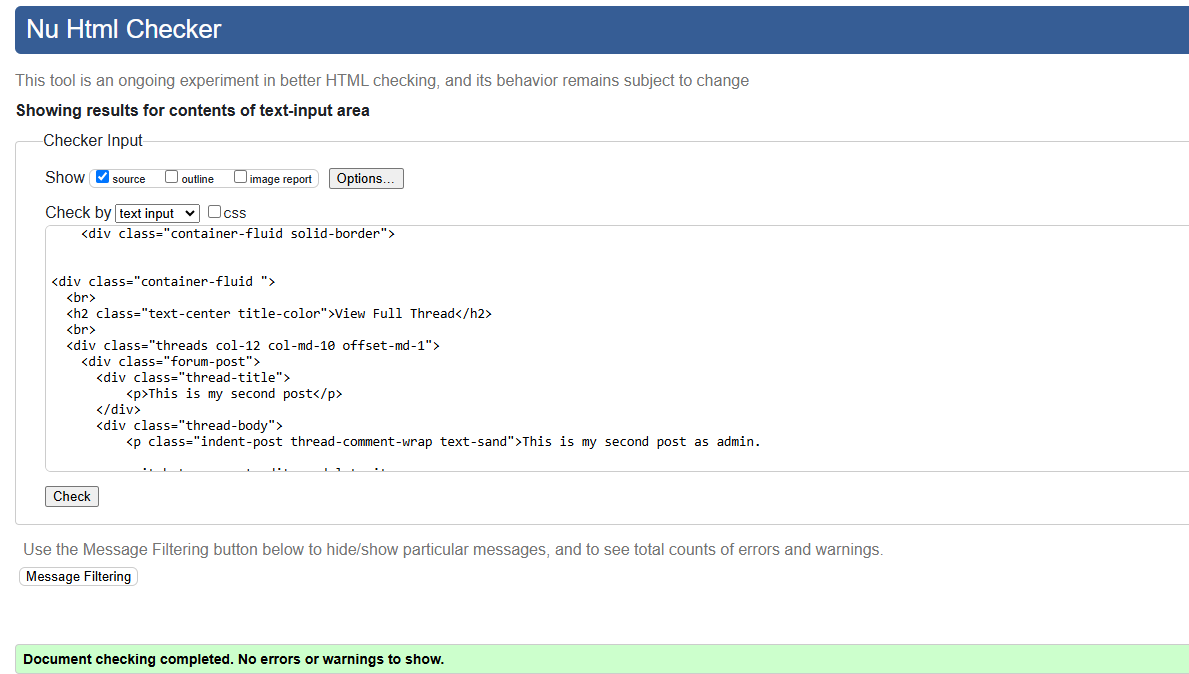 Nu Html Checker
This tool is an ongoing experiment in better HTML checking, and its behavior remains subject to change
Showing results for contents of text-input area
Checker Input
Show source outline image report Options...
Check by text input css
<div class="container-fluid solid-border">
<div class="container-fluid ">
<br>
<h2 class="text-center title-color">View Full Thread</h2>
<br>
<div class="threads col-12 col-md-10 offset-md-1">
<div class="forum-post">
<div class="thread-title">
<p>This is my second post</p>
</div>
<div class="thread-body">
<p class="indent-post thread-comment-wrap text-sand">This is my second post as admin.
Check
Use the Message Filtering button below to hide/show particular messages, and to see total counts of errors and warnings.
Message Filtering
Document checking completed. No errors or warnings to show.